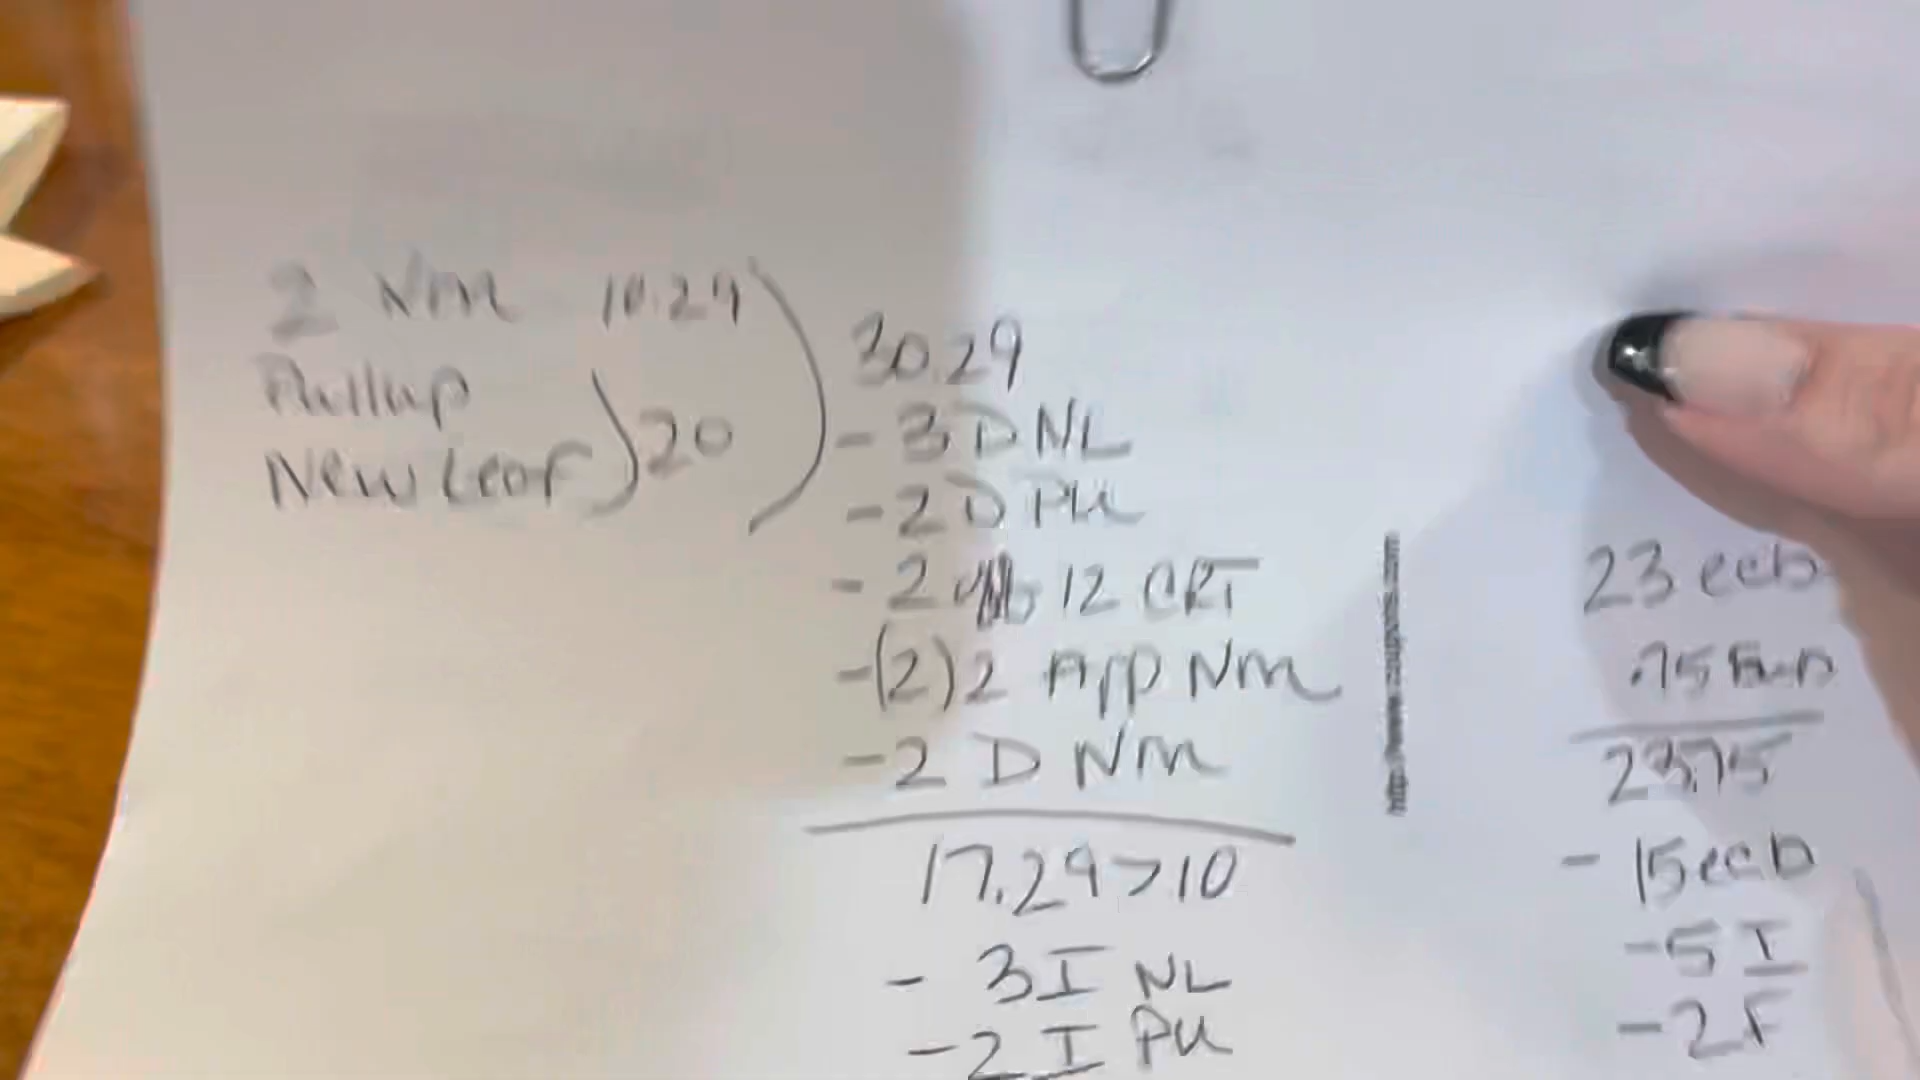 2 Nm 10.29
Pullup
New Leaf 20
30.29
- 3 D NL
- 2 D PU
- 2 12 CRT
-(2) 2 App Nm
- 2 D Nm
17.29 > 10
- 3 I NL
- 2 I PU
23 ecb
.75
23.75
- 15 ecb
- 5 I
- 2 F